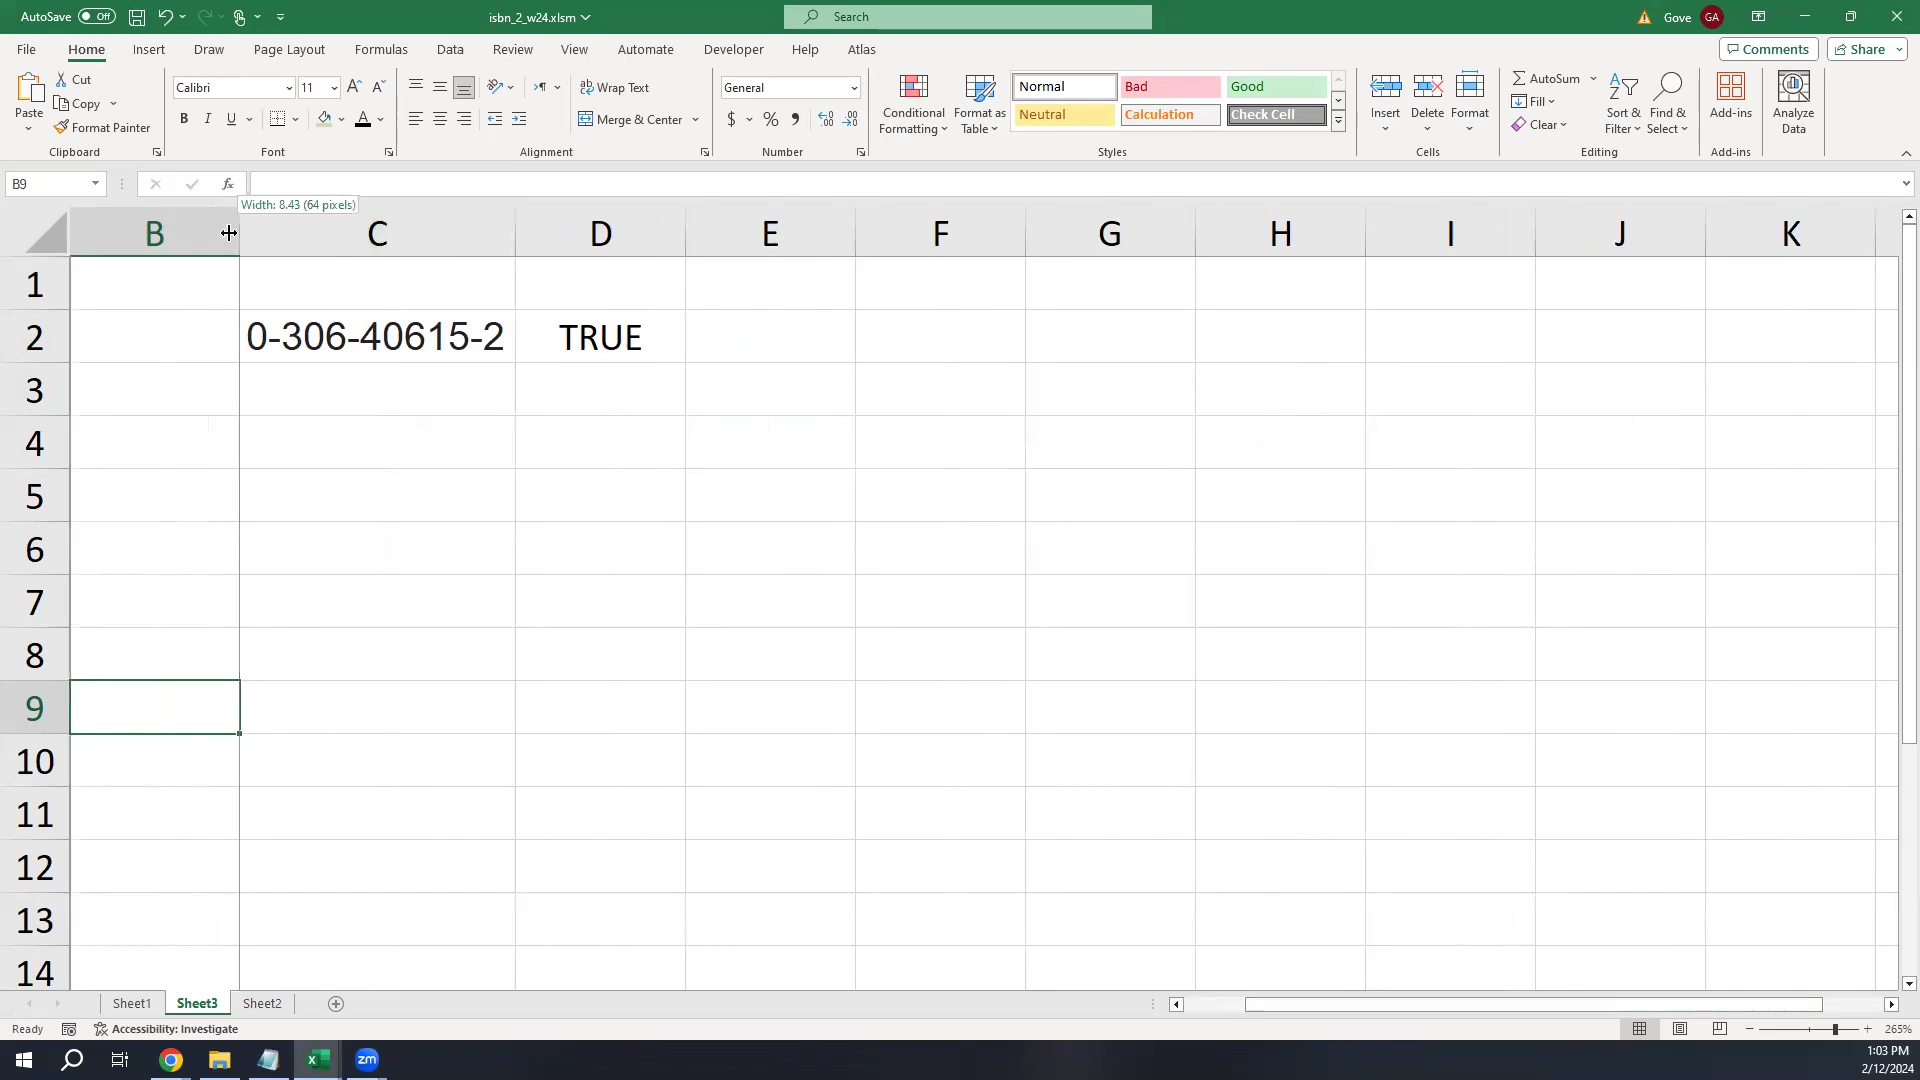 AutoSave Off isbn_2_w24.xlsm Search Gove GA
File Home Insert Draw Page Layout Formulas Data Review View Automate Developer Help Atlas Comments Share
Paste Cut Copy Format Painter Clipboard
Calibri 11 B I U Font
Wrap Text Merge & Center Alignment
General $ % Number
Conditional Formatting Format as Table Normal Bad Good Neutral Calculation Check Cell Styles
Insert Delete Format Cells
AutoSum Fill Clear Sort & Filter Find & Select Editing
Add-ins Add-ins
Analyze Data
B9 fx
Width: 8.43 (64 pixels)
B C D E F G H I J K
1
2 0-306-40615-2 TRUE
3
4
5
6
7
8
9
10
11
12
13
14
Sheet1 Sheet3 Sheet2
Ready Accessibility: Investigate 265%
zm 1:03 PM
2/12/2024